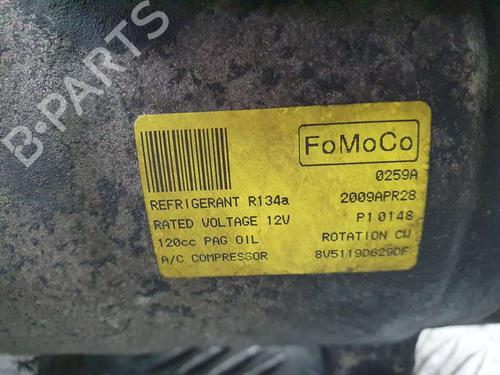 B-PARTS
FoMoCo
0259A
REFRIGERANT R134a 2009APR28
RATED VOLTAGE 12V P10148
120cc PAG OIL ROTATION CW
A/C COMPRESSOR 8V5119D629DF